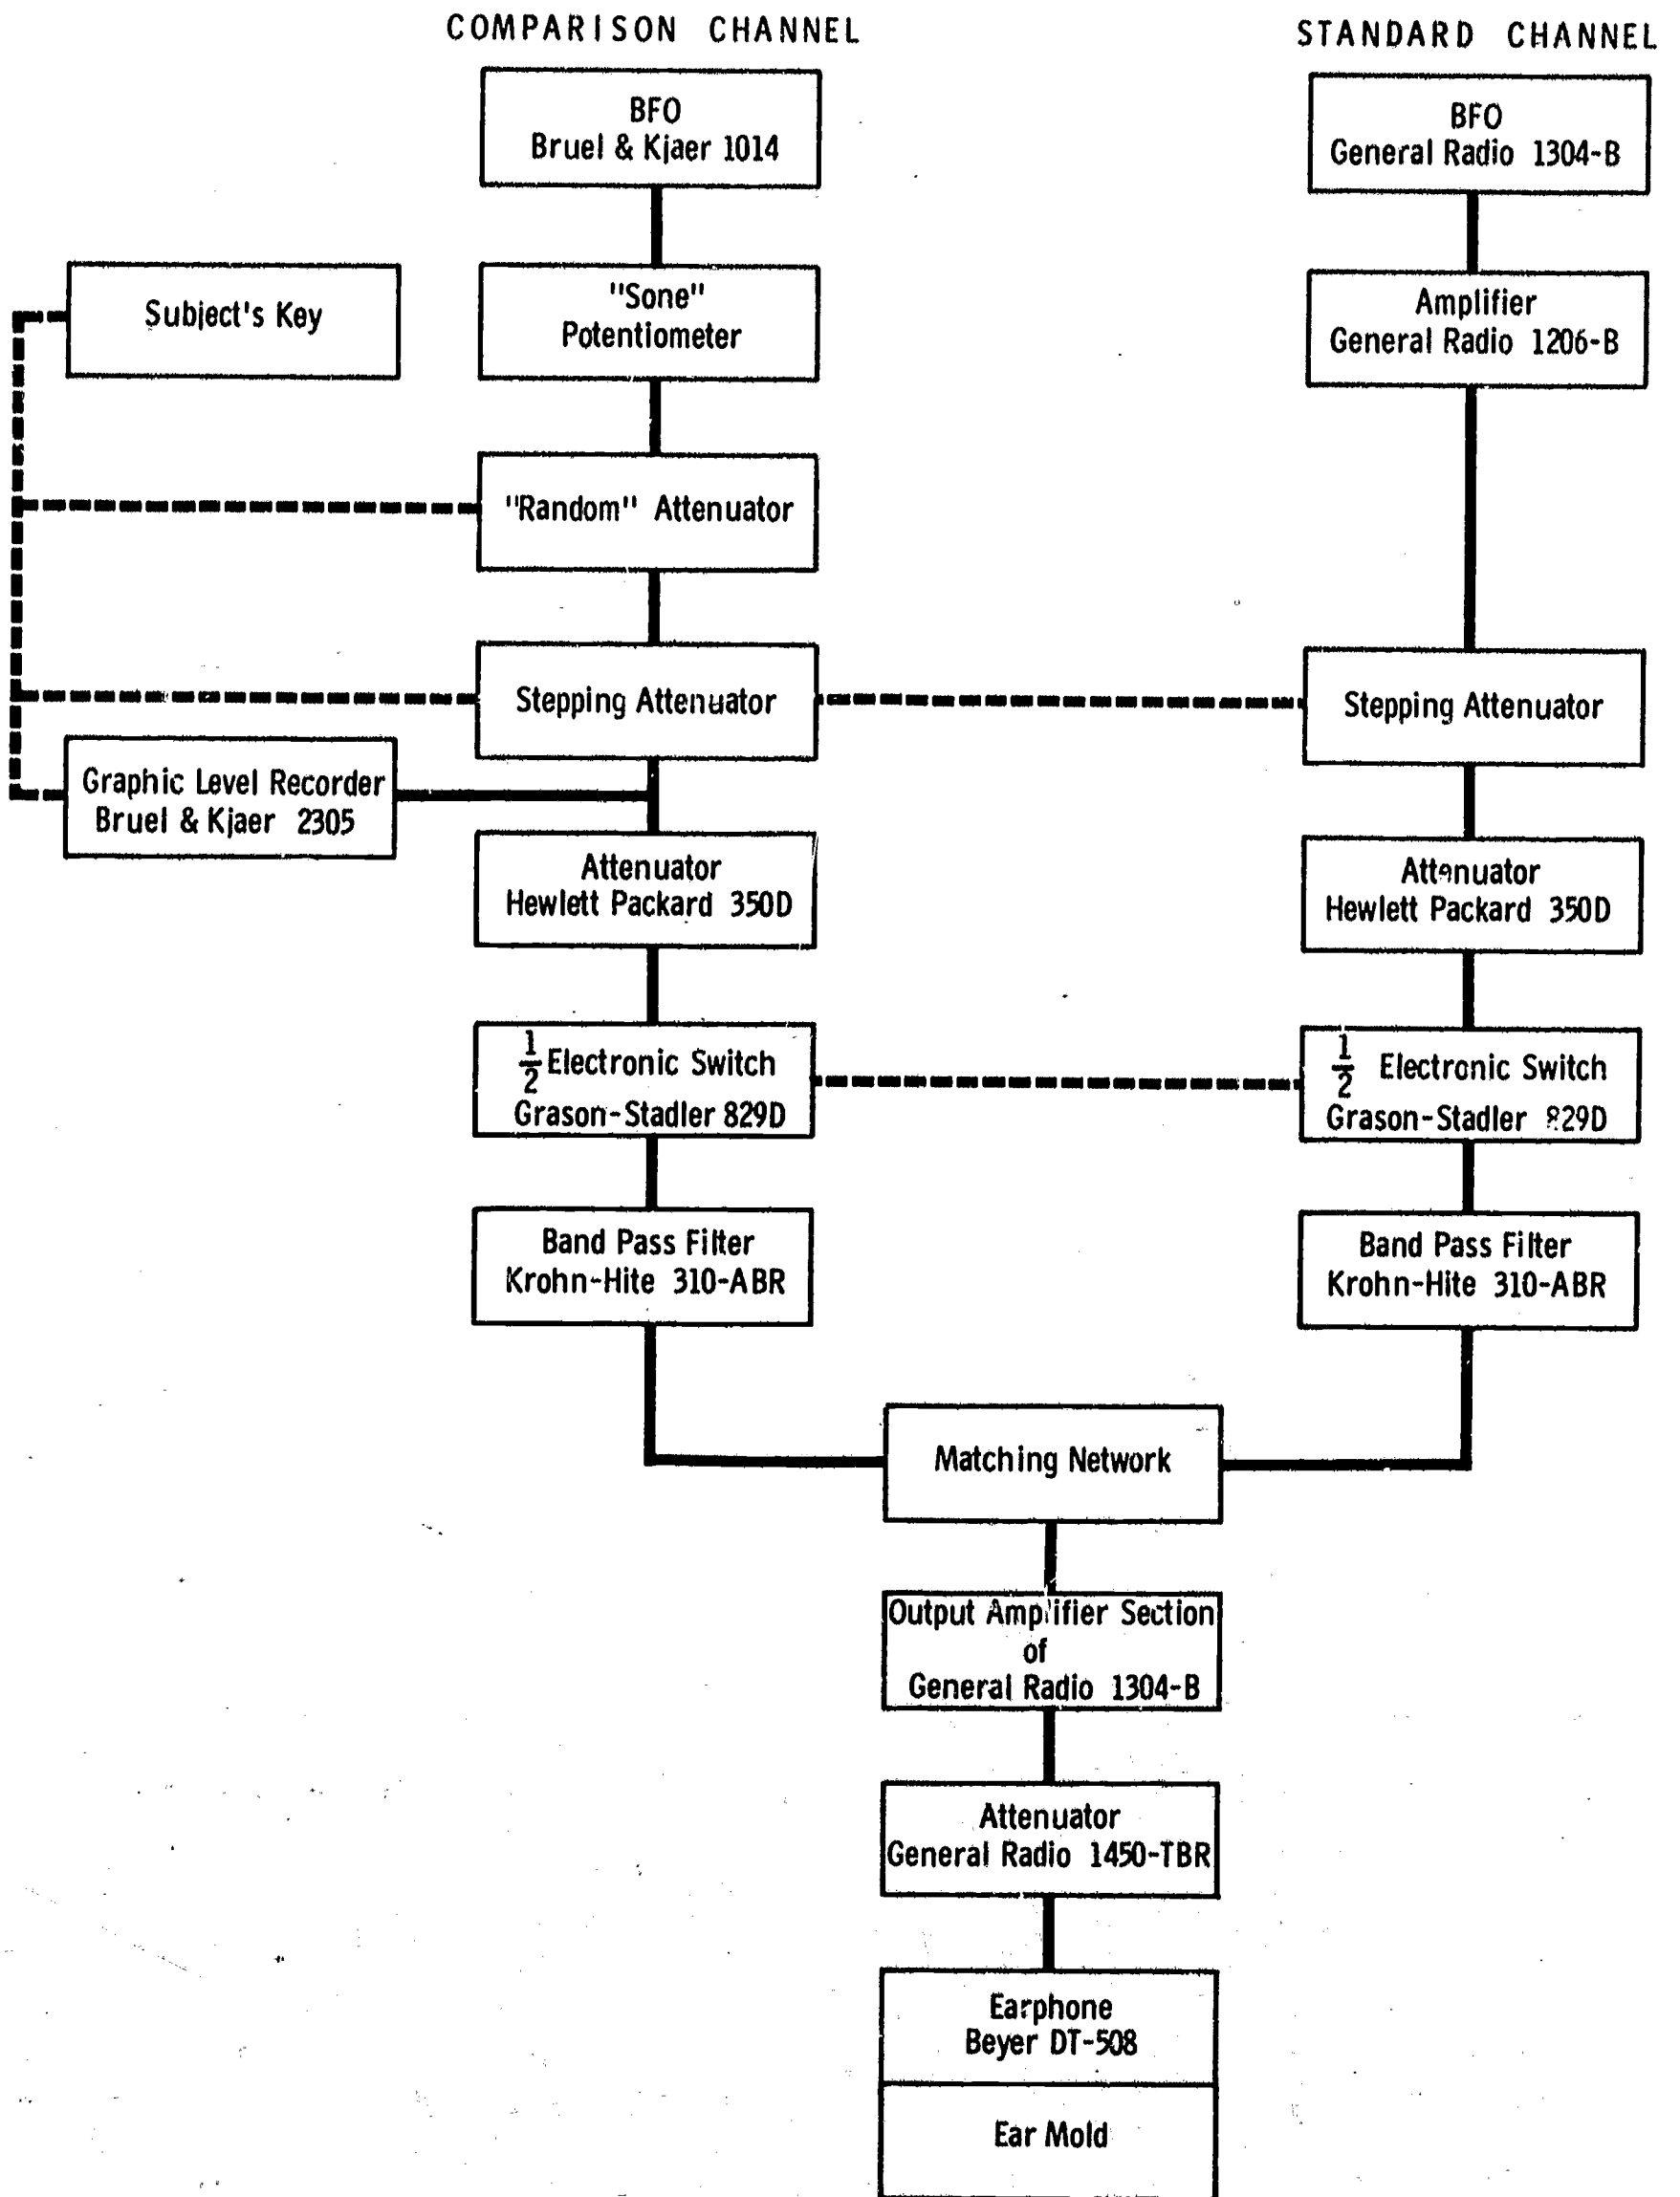 COMPARISON CHANNEL
STANDARD CHANNEL
BFO
Bruel & Kjaer 1014
BFO
General Radio 1304-B
Subject's Key
"Sone"
Potentiometer
Amplifier
General Radio 1206-B
"Random" Attenuator
Stepping Attenuator
Stepping Attenuator
Graphic Level Recorder
Bruel & Kjaer 2305
Attenuator
Hewlett Packard 350D
Attenuator
Hewlett Packard 350D
1/2 Electronic Switch
Grason-Stadler 829D
1/2 Electronic Switch
Grason-Stadler 829D
Band Pass Filter
Krohn-Hite 310-ABR
Band Pass Filter
Krohn-Hite 310-ABR
Matching Network
Output Amplifier Section
of
General Radio 1304-B
Attenuator
General Radio 1450-TBR
Earphone
Beyer DT-508
Ear Mold